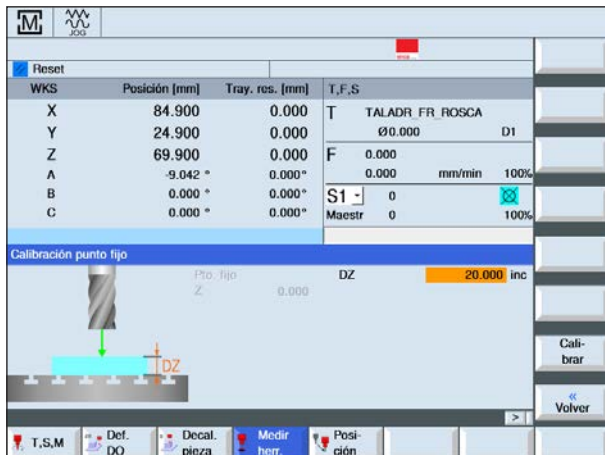 M JOG
Reset
WKS Posición [mm] Tray. res. [mm] T,F,S
X 84.900 0.000 T TALADR_FR_ROSCA
Y 24.900 0.000 Ø0.000 D1
Z 69.900 0.000 F 0.000
A -9.042 ° 0.000° 0.000 mm/min 100%
B 0.000 ° 0.000° S1 0
C 0.000 ° 0.000° Maestr 0 100%
Calibración punto fijo
Pto. fijo DZ 20.000 inc
Z 0.000
DZ
Cali-
brar
«
Volver
>
T,S,M Def. Decal. Medir Posi-
DO pieza herr. ción